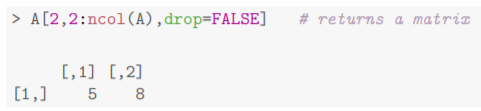 > A[2,2:ncol(A),drop=FALSE]   # returns a matrix
     [,1] [,2]
[1,]    5    8